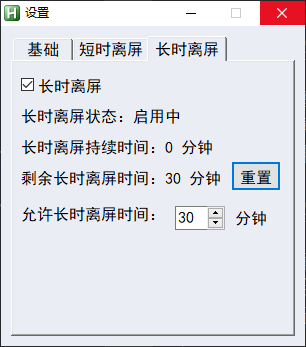 设置
基础 短时离屏 长时离屏
长时离屏
长时离屏状态：启用中
长时离屏持续时间：0 分钟
剩余长时离屏时间：30 分钟 重置
允许长时离屏时间： 30 分钟